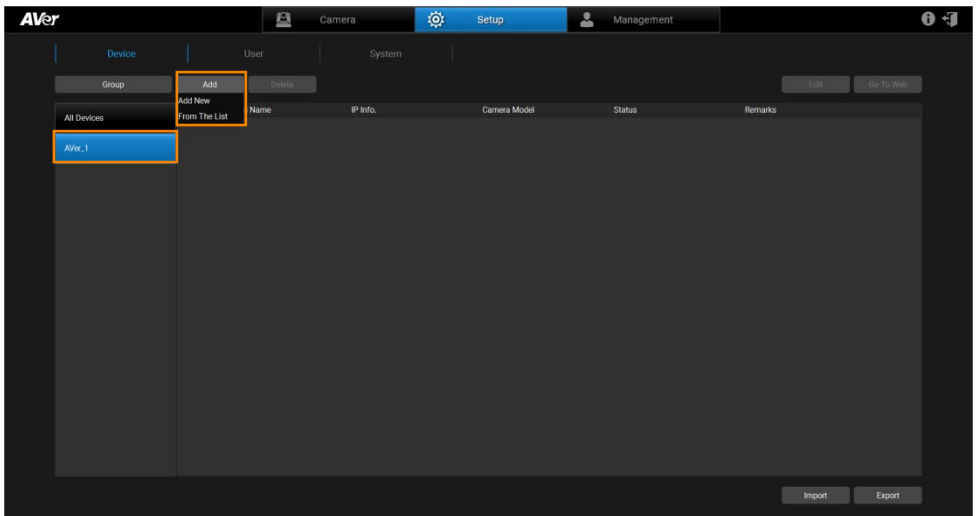 AVer Camera Setup Management
Device User System
Group Add Delete Edit Go To Web
Add New
From The List
Name IP Info. Camera Model Status Remarks
All Devices
AVer_1
Import Export